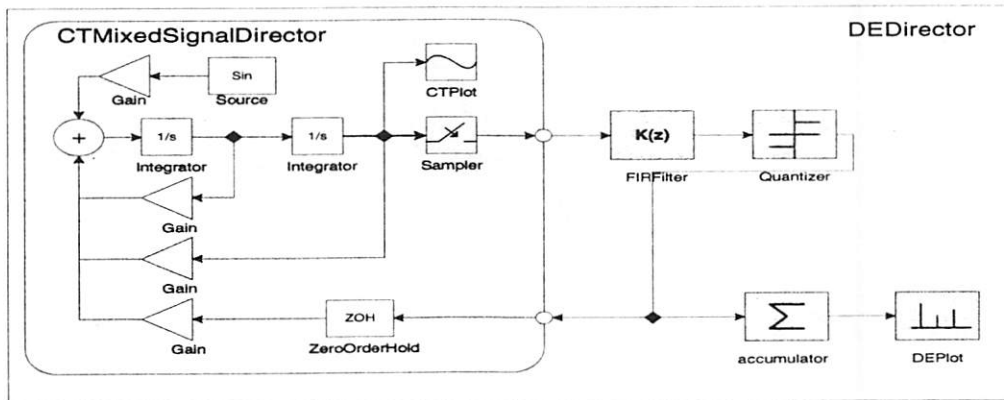 CTMixedSignalDirector
DEDirector
Sin
Gain
Source
CTPlot
+
1/s
1/s
K(z)
Integrator
Integrator
Sampler
FIRFilter
Quantizer
Gain
Gain
ZOH
Σ
Gain
ZeroOrderHold
accumulator
DEPlot